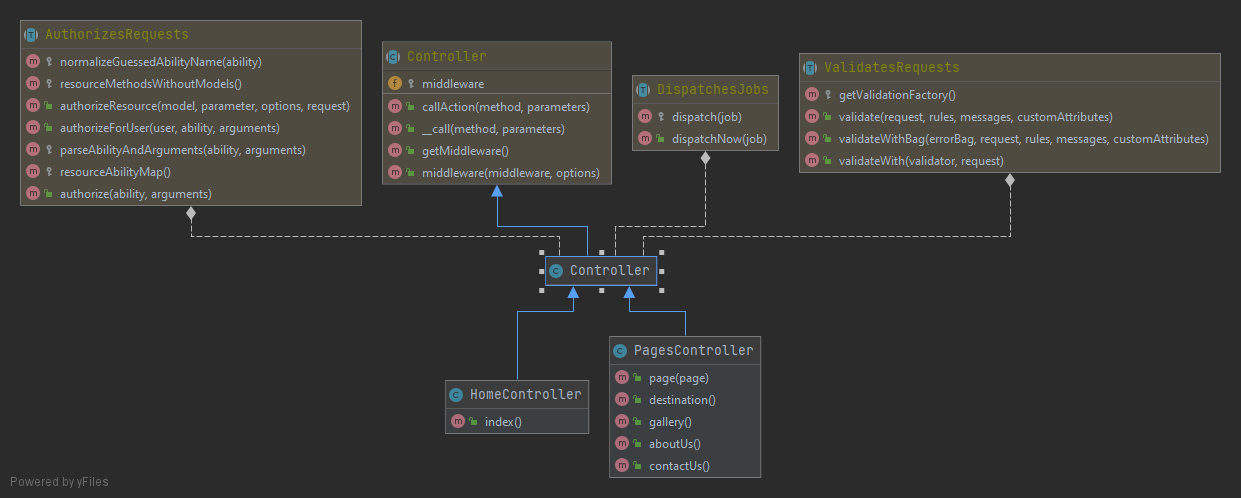 AuthorizesRequests
normalizeGuessedAbilityName(ability)
resourceMethodsWithoutModels()
authorizeResource(model, parameter, options, request)
authorizeForUser(user, ability, arguments)
parseAbilityAndArguments(ability, arguments)
resourceAbilityMap()
authorize(ability, arguments)
Controller
middleware
callAction(method, parameters)
__call(method, parameters)
getMiddleware()
middleware(middleware, options)
DispatchesJobs
dispatch(job)
dispatchNow(job)
ValidatesRequests
getValidationFactory()
validate(request, rules, messages, customAttributes)
validateWithBag(errorBag, request, rules, messages, customAttributes)
validateWith(validator, request)
Controller
HomeController
index()
PagesController
page(page)
destination()
gallery()
aboutUs()
contactUs()
Powered by yFiles